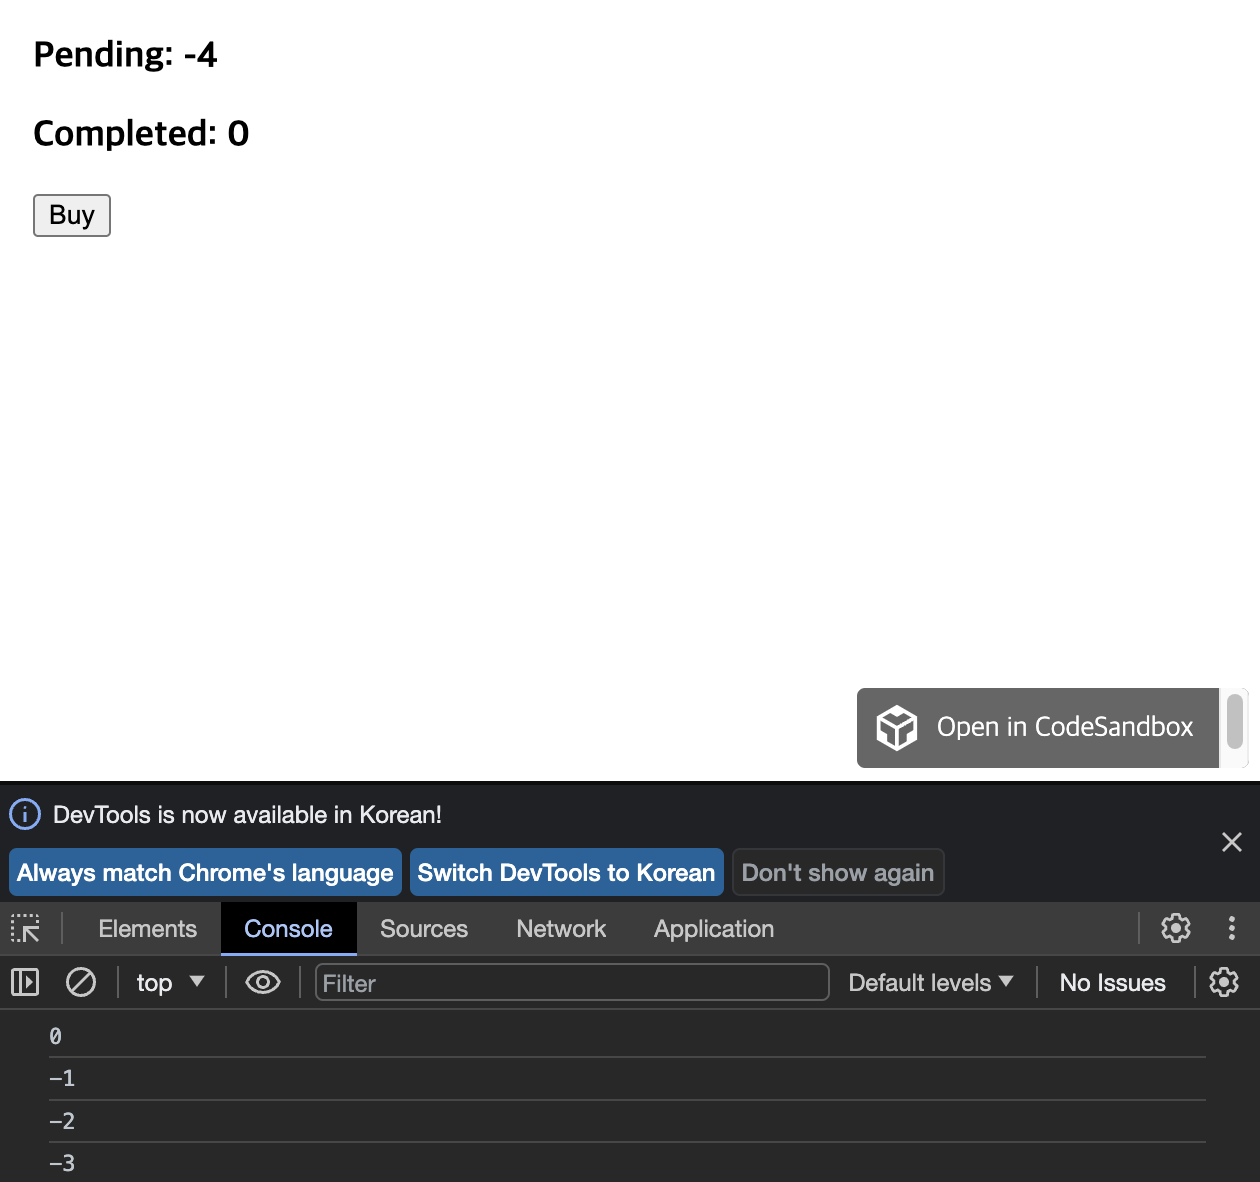 Pending: -4
Completed: 0
Buy
Open in CodeSandbox
DevTools is now available in Korean!
Always match Chrome's language Switch DevTools to Korean Don't show again
Elements Console Sources Network Application
top Filter Default levels No Issues
0
-1
-2
-3